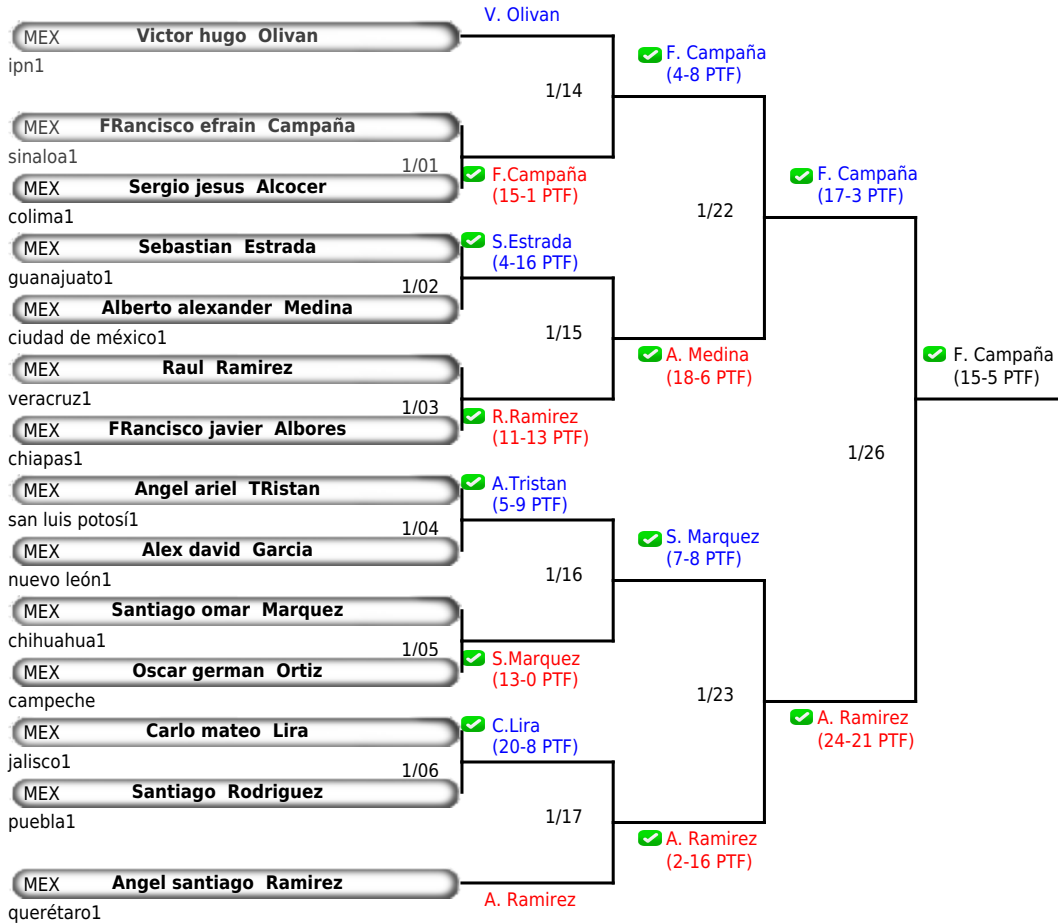 V. Olivan
MEX Victor hugo Olivan
ipn1
F. Campaña
(4-8 PTF)
1/14
MEX FRancisco efrain Campaña
sinaloa1
1/01
F.Campaña
(15-1 PTF)
F. Campaña
(17-3 PTF)
MEX Sergio jesus Alcocer
colima1
1/22
MEX Sebastian Estrada
S.Estrada
(4-16 PTF)
guanajuato1
1/02
MEX Alberto alexander Medina
ciudad de méxico1
1/15
A. Medina
(18-6 PTF)
F. Campaña
(15-5 PTF)
MEX Raul Ramirez
veracruz1
1/03
R.Ramirez
(11-13 PTF)
MEX FRancisco javier Albores
chiapas1
1/26
MEX Angel ariel TRistan
A.Tristan
(5-9 PTF)
san luis potosí1
1/04
S. Marquez
(7-8 PTF)
MEX Alex david Garcia
nuevo león1
1/16
MEX Santiago omar Marquez
chihuahua1
1/05
S.Marquez
(13-0 PTF)
MEX Oscar german Ortiz
campeche
1/23
A. Ramirez
(24-21 PTF)
MEX Carlo mateo Lira
C.Lira
(20-8 PTF)
jalisco1
1/06
MEX Santiago Rodriguez
puebla1
1/17
A. Ramirez
(2-16 PTF)
MEX Angel santiago Ramirez
A. Ramirez
querétaro1